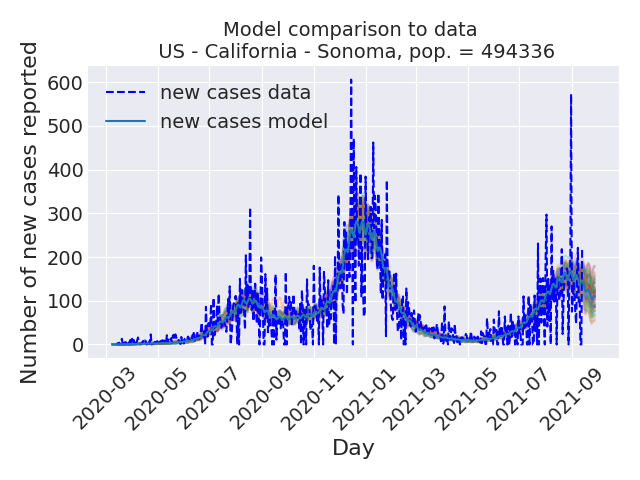 Model comparison to data
US - California - Sonoma, pop. = 494336
Number of new cases reported
600
500
400
300
200
100
0
new cases data
new cases model
2020-03
2020-05
2020-07
2020-09
2020-11
2021-01
2021-03
2021-05
2021-07
2021-09
Day